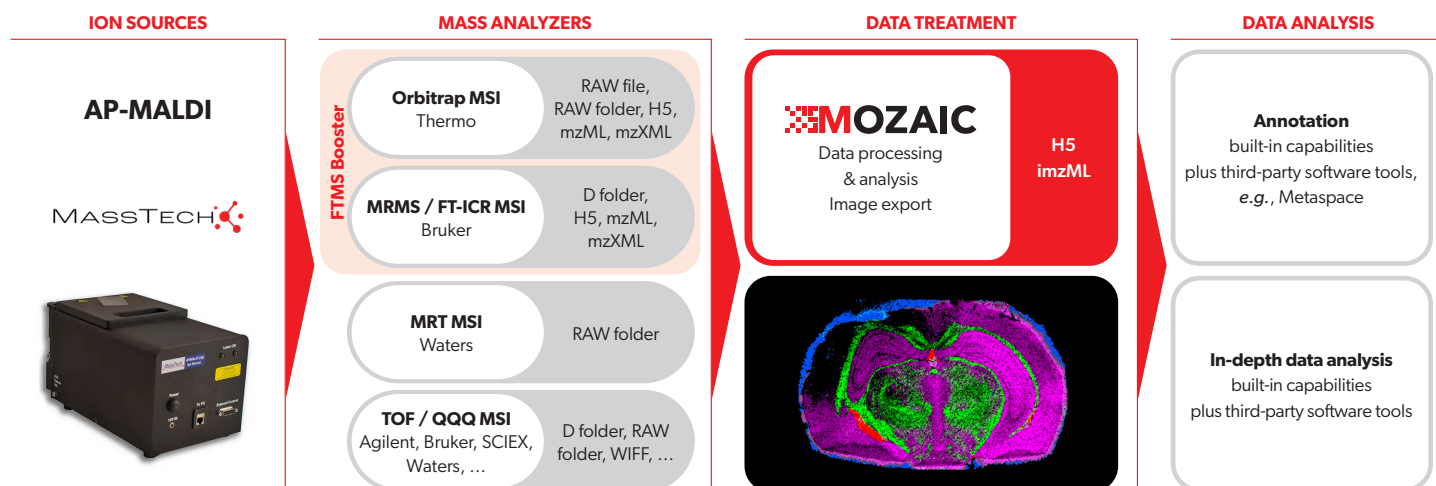 ION SOURCES
MASS ANALYZERS
DATA TREATMENT
DATA ANALYSIS
AP-MALDI
MASSTECH
FTMS Booster
Orbitrap MSI
Thermo
RAW file,
RAW folder, H5,
mzML, mzXML
MRMS / FT-ICR MSI
Bruker
D folder,
H5, mzML,
mzXML
MRT MSI
Waters
RAW folder
TOF / QQQ MSI
Agilent, Bruker, SCIEX,
Waters, …
D folder, RAW
folder, WIFF, …
MOZAIC
Data processing
& analysis
Image export
H5
imzML
Annotation
built-in capabilities
plus third-party software tools,
e.g., Metaspace
In-depth data analysis
built-in capabilities
plus third-party software tools
Power
To PC